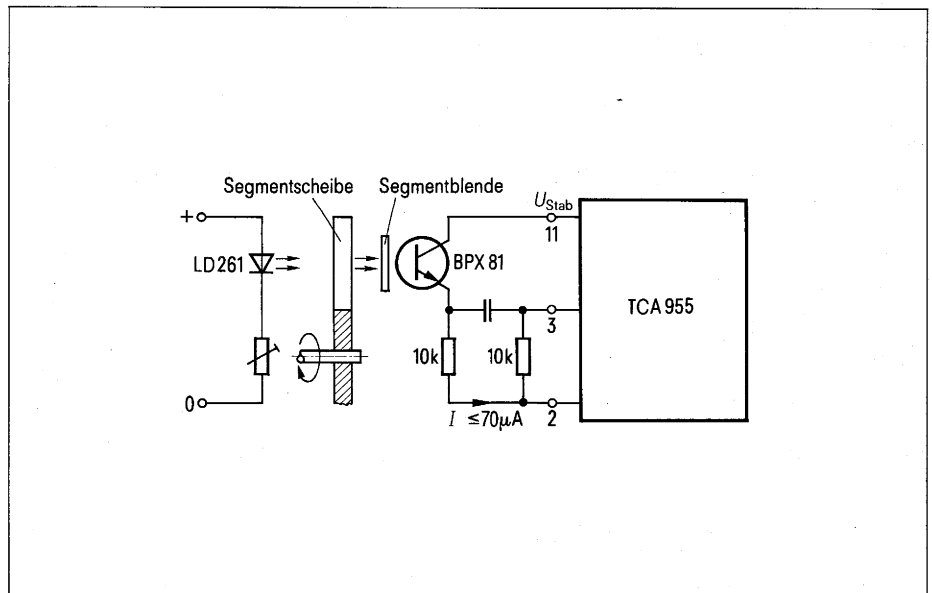 Segmentscheibe Segmentblende
+
U_Stab
11
LD 261
BPX 81
TCA 955
3
10k 10k
0
I ≤70µA 2